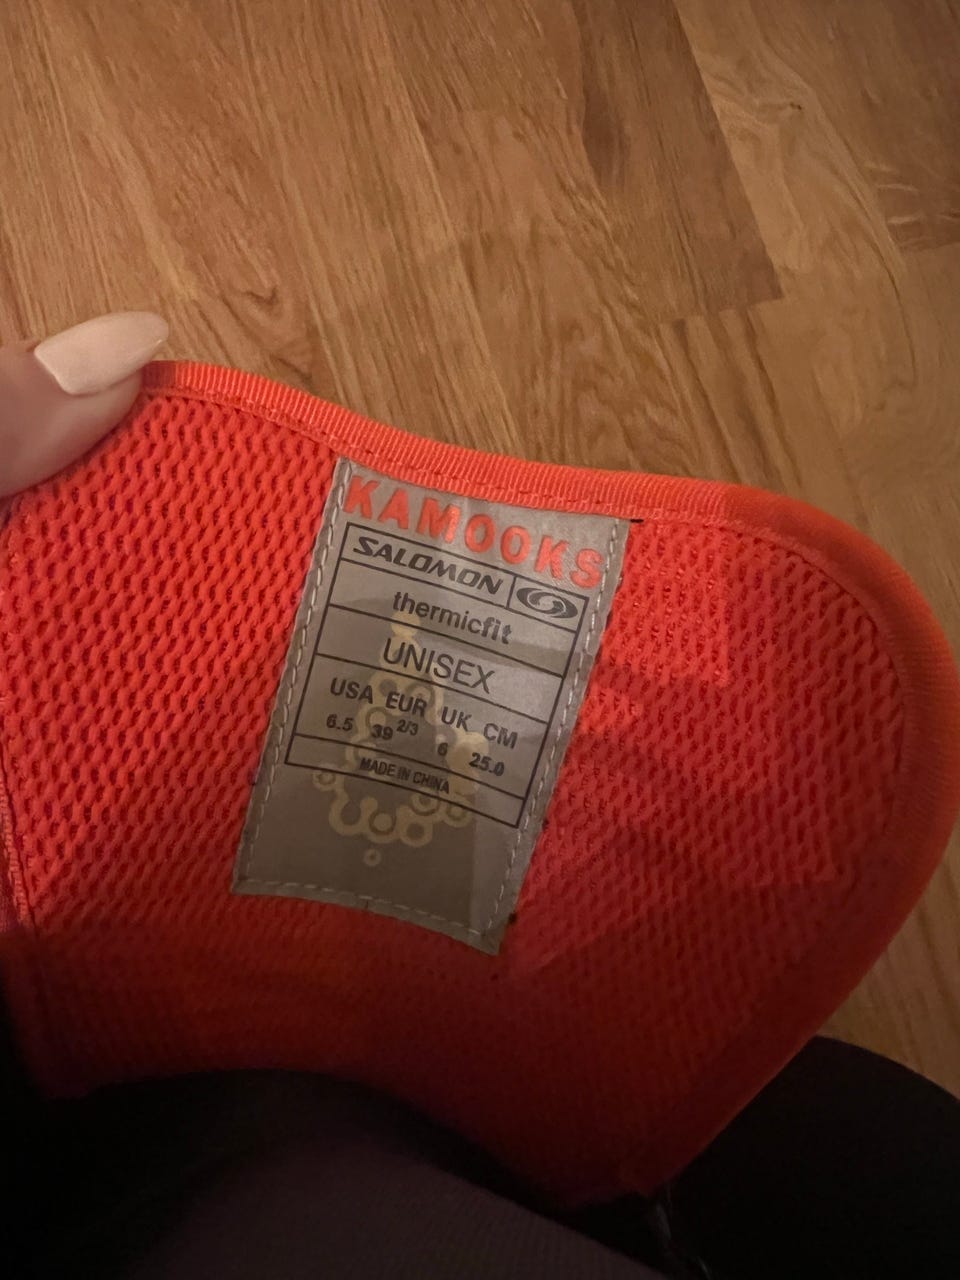 KAMOOKS
SALOMON
thermicfit
UNISEX
USA EUR UK CM
6.5 39 2/3 6 25.0
MADE IN CHINA